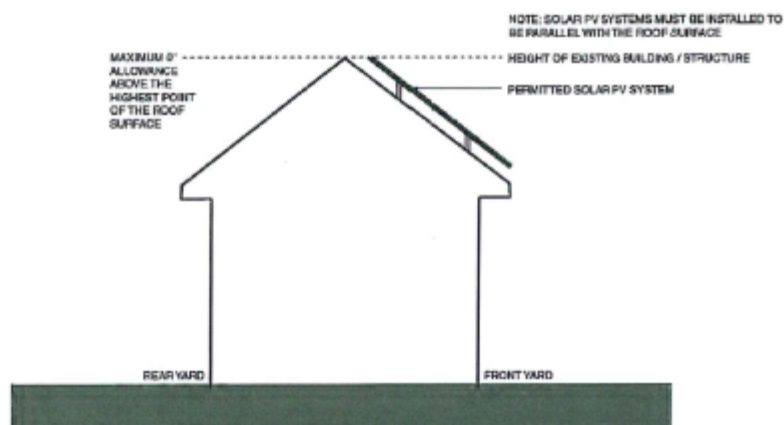 NOTE: SOLAR PV SYSTEMS MUST BE INSTALLED TO
BE PARALLEL WITH THE ROOF SURFACE
MAXIMUM 0"
ALLOWANCE
ABOVE THE
HIGHEST POINT
OF THE ROOF
SURFACE
HEIGHT OF EXISTING BUILDING / STRUCTURE
PERMITTED SOLAR PV SYSTEM
REAR YARD
FRONT YARD